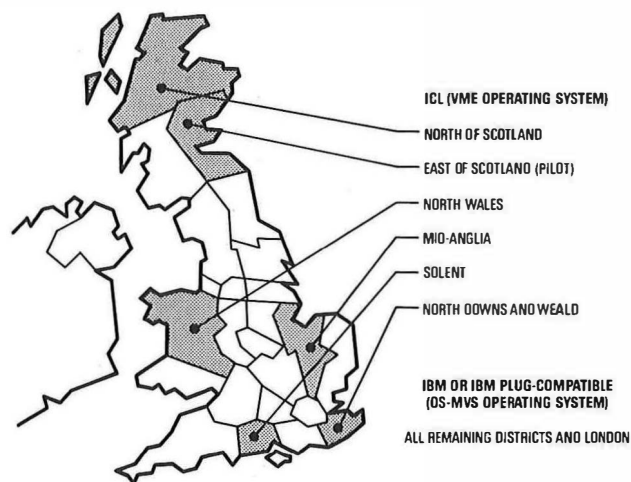 ICL (VME OPERATING SYSTEM)
NORTH OF SCOTLAND
EAST OF SCOTLANO (PILOT)
NORTH WALES
MIO-ANGLIA
SOLENT
NORTH OOWNS AND WEALD
IBM OR IBM PLUG-COMPATIBLE
(OS-MVS OPERATING SYSTEM)
ALL REMAINING DISTRICTS AND LONDON